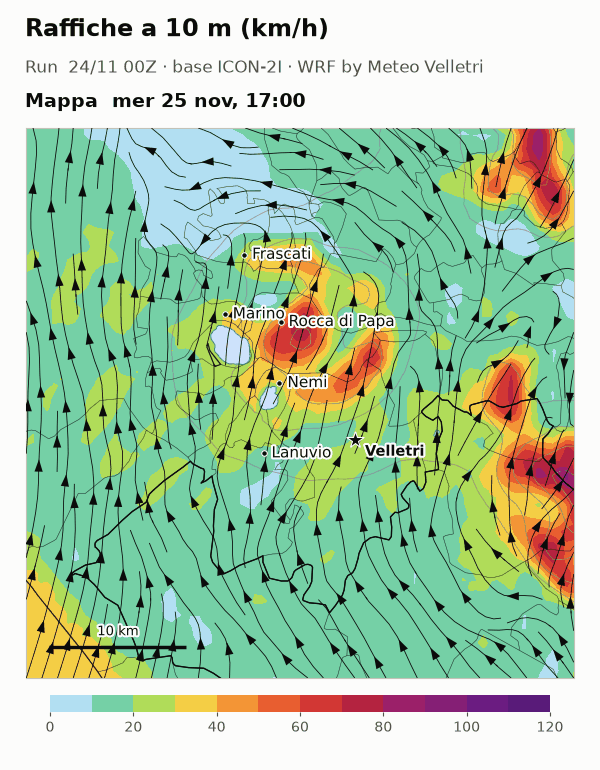 Raffiche a 10 m (km/h)
Run 24/11 00Z · base ICON-2I · WRF by Meteo Velletri
Mappa mer 25 nov, 17:00
Frascati
Marino
Rocca di Papa
Nemi
Velletri
Lanuvio
10 km
0 20 40 60 80 100 120